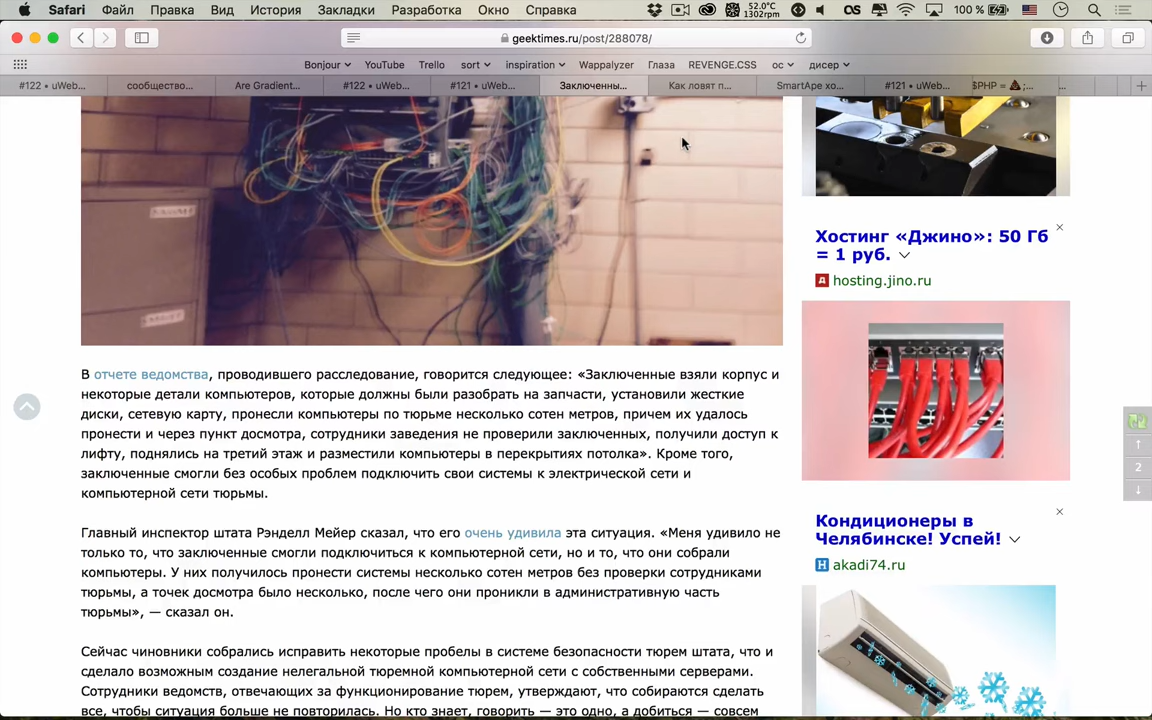 Safari Файл Правка Вид История Закладки Разработка Окно Справка 52.0°C 1302rpm 100 %
geektimes.ru/post/288078/
Bonjour YouTube Trello sort inspiration Wappalyzer Глаза REVENGE.CSS ос дисер
#122 • uWeb... сообщество... Are Gradient... #122 • uWeb... #121 • uWeb... Заключенны... Как ловят п... SmartApe хо... #121 • uWeb... $PHP = ;... ...
Хостинг «Джино»: 50 Гб
= 1 руб.
hosting.jino.ru
В отчете ведомства, проводившего расследование, говорится следующее: «Заключенные взяли корпус и
некоторые детали компьютеров, которые должны были разобрать на запчасти, установили жесткие
диски, сетевую карту, пронесли компьютеры по тюрьме несколько сотен метров, причем их удалось
пронести и через пункт досмотра, сотрудники заведения не проверили заключенных, получили доступ к
лифту, поднялись на третий этаж и разместили компьютеры в перекрытиях потолка». Кроме того,
заключенные смогли без особых проблем подключить свои системы к электрической сети и
компьютерной сети тюрьмы.
Главный инспектор штата Рэнделл Мейер сказал, что его очень удивила эта ситуация. «Меня удивило не
только то, что заключенные смогли подключиться к компьютерной сети, но и то, что они собрали
компьютеры. У них получилось пронести системы несколько сотен метров без проверки сотрудниками
тюрьмы, а точек досмотра было несколько, после чего они проникли в административную часть
тюрьмы», — сказал он.
Сейчас чиновники собрались исправить некоторые пробелы в системе безопасности тюрем штата, что и
сделало возможным создание нелегальной тюремной компьютерной сети с собственными серверами.
Сотрудники ведомств, отвечающих за функционирование тюрем, утверждают, что собираются сделать
все, чтобы ситуация больше не повторилась. Но кто знает, говорить — это одно, а добиться — совсем
Кондиционеры в
Челябинске! Успей!
akadi74.ru
2